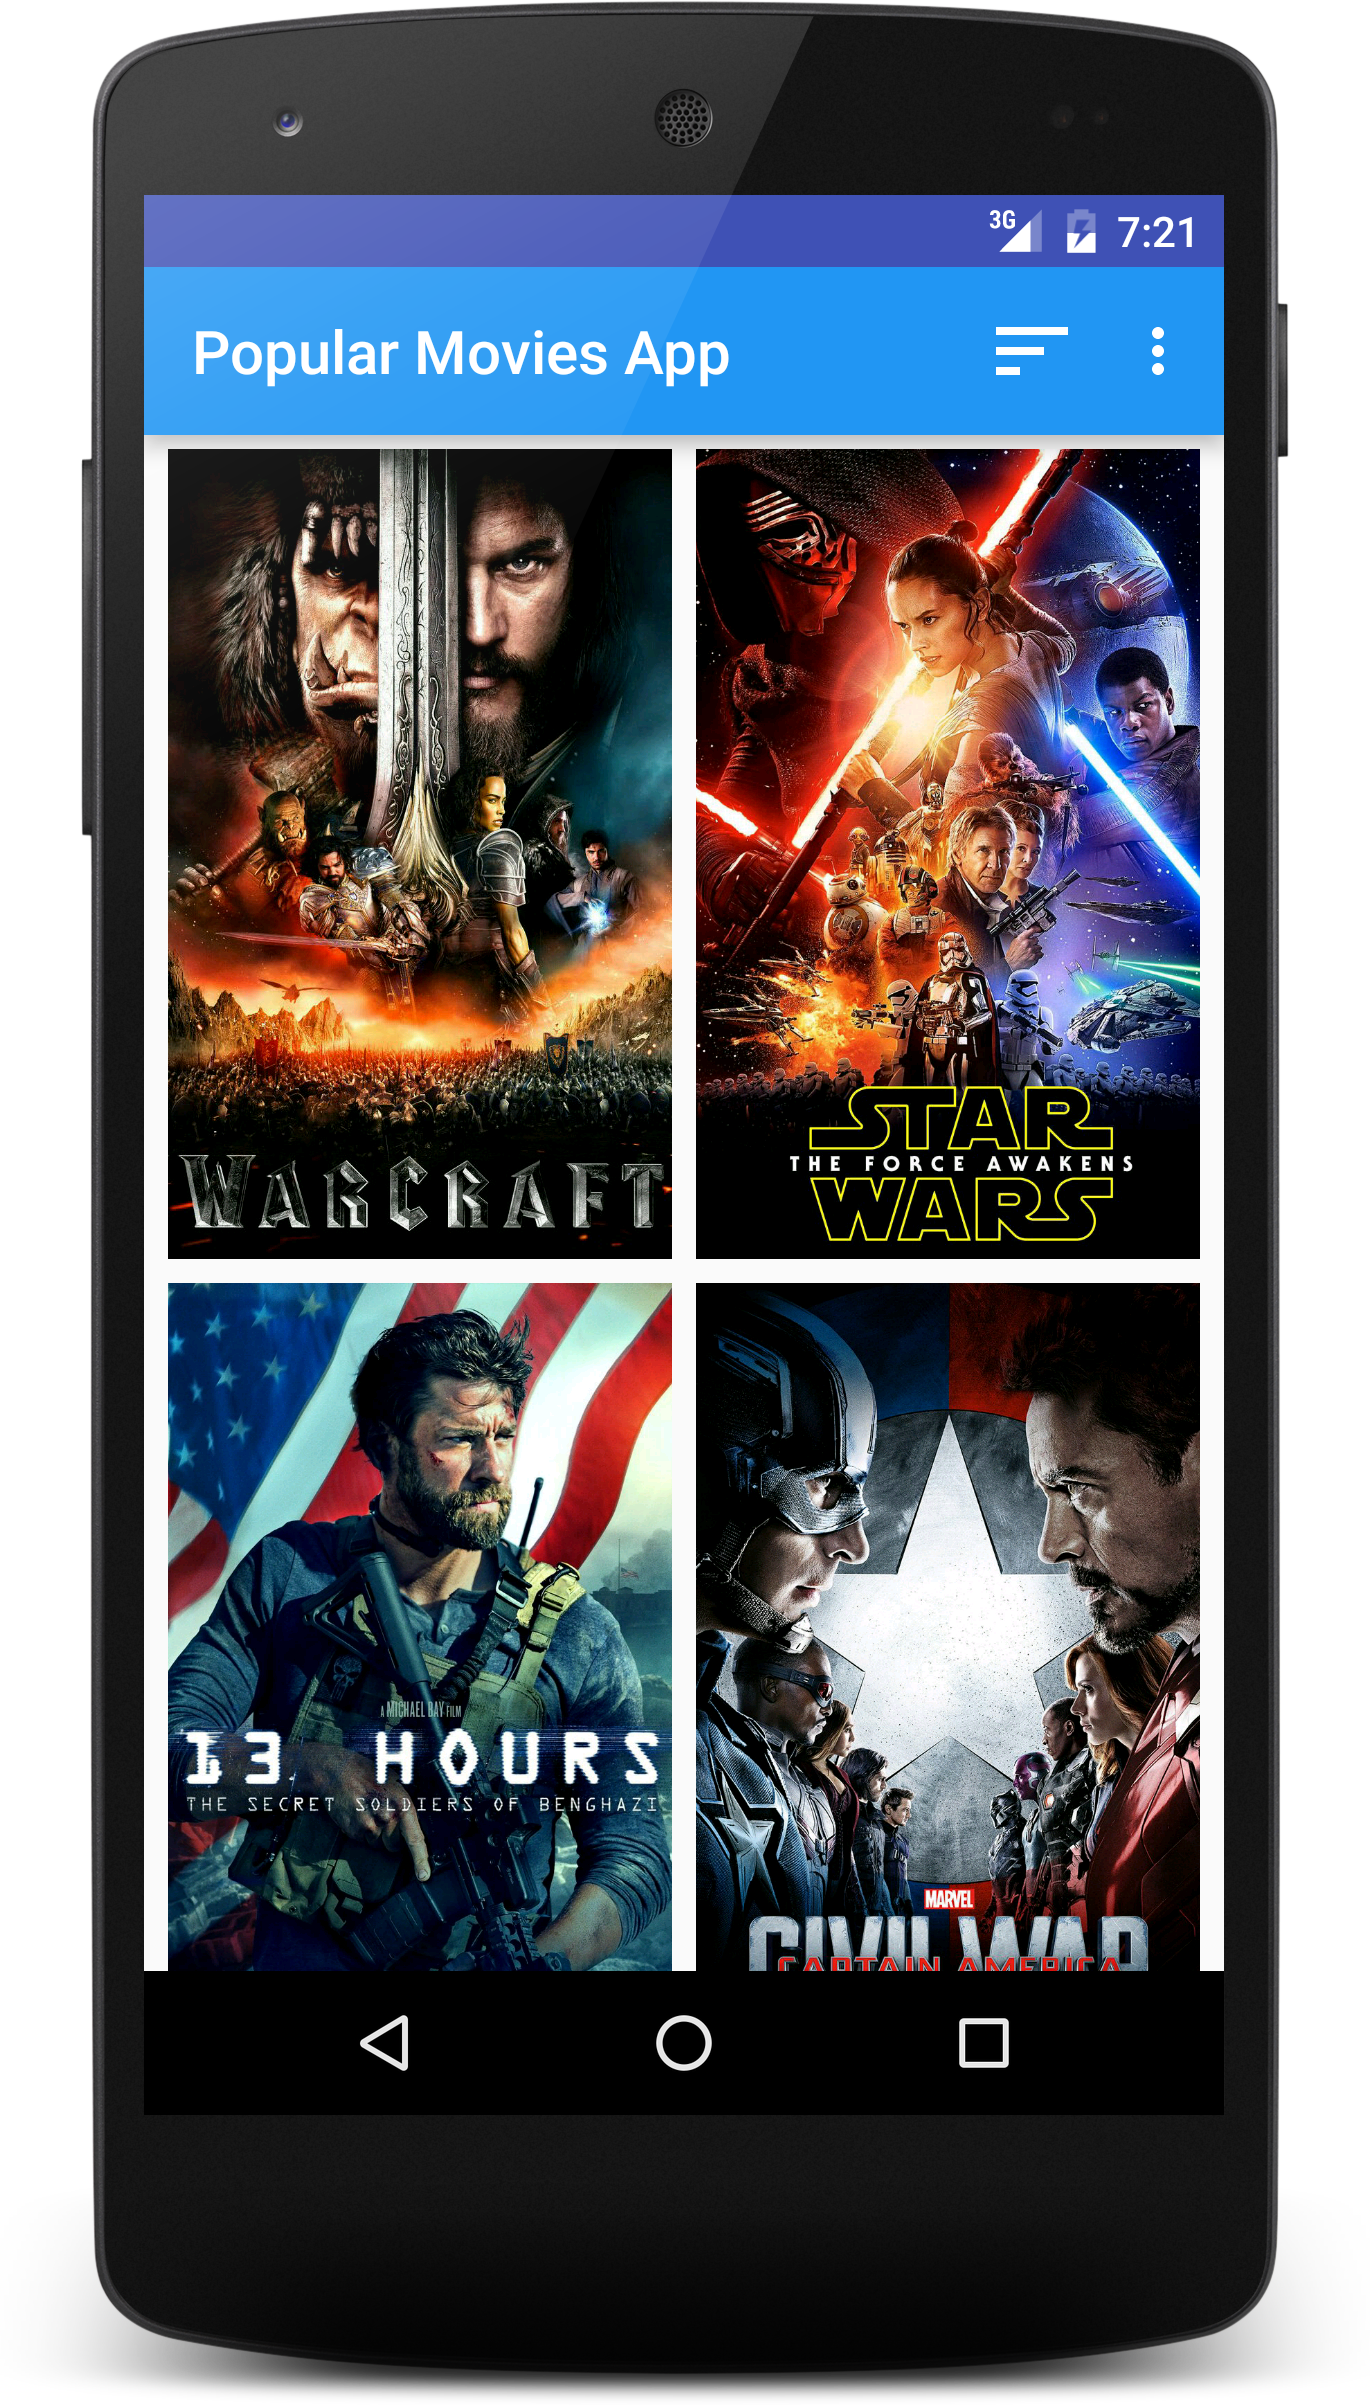 3G 7:21
Popular Movies App
WARCRAFT
STAR
THE FORCE AWAKENS
WARS
A MICHAEL BAY FILM
13 HOURS
THE SECRET SOLDIERS OF BENGHAZI
MARVEL
CIVIL WAR
CAPTAIN AMERICA